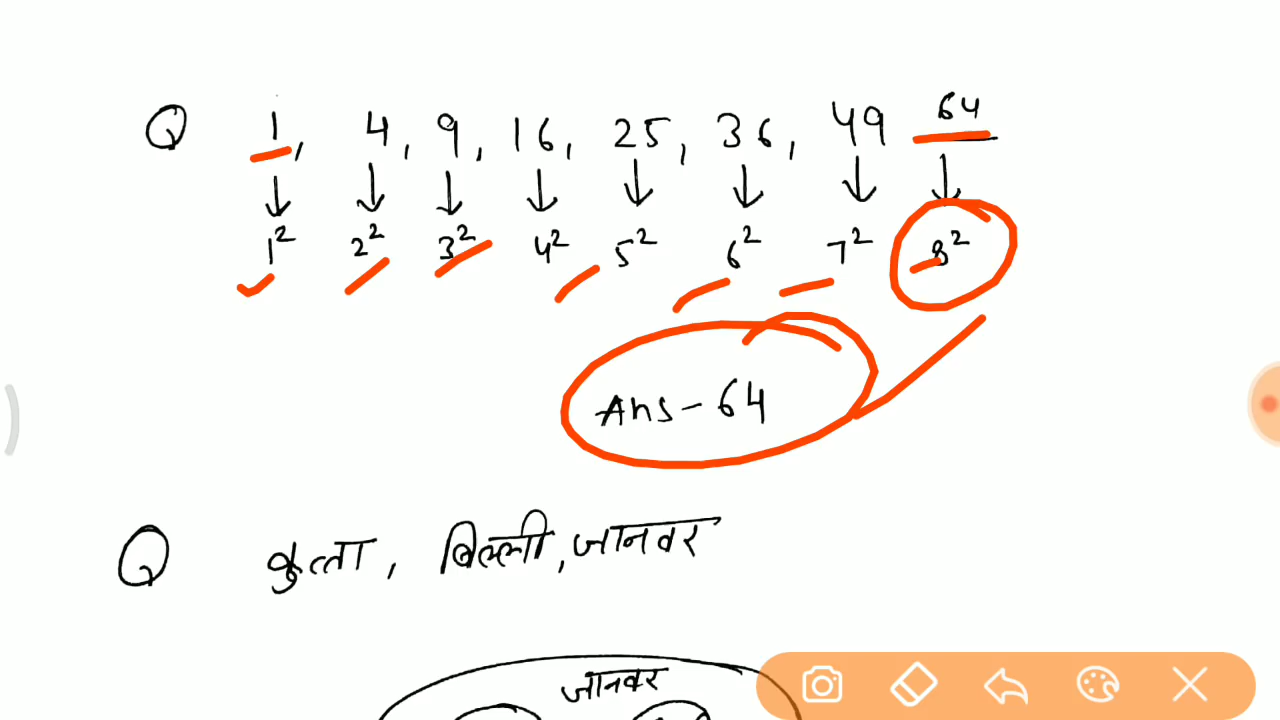 Q 1, 4, 9, 16, 25, 36, 49 64
1² 2² 3² 4² 5² 6² 7² 8²
Ans - 64
Q कुत्ता, बिल्ली, जानवर
जानवर